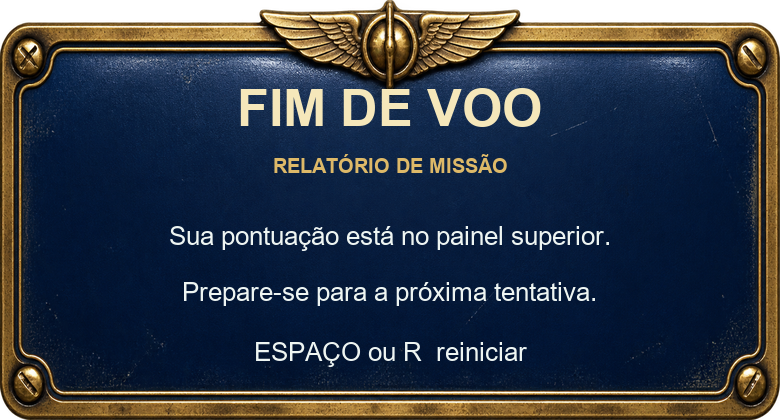 FIM DE VOO
RELATÓRIO DE MISSÃO
Sua pontuação está no painel superior.
Prepare-se para a próxima tentativa.
ESPAÇO ou R  reiniciar